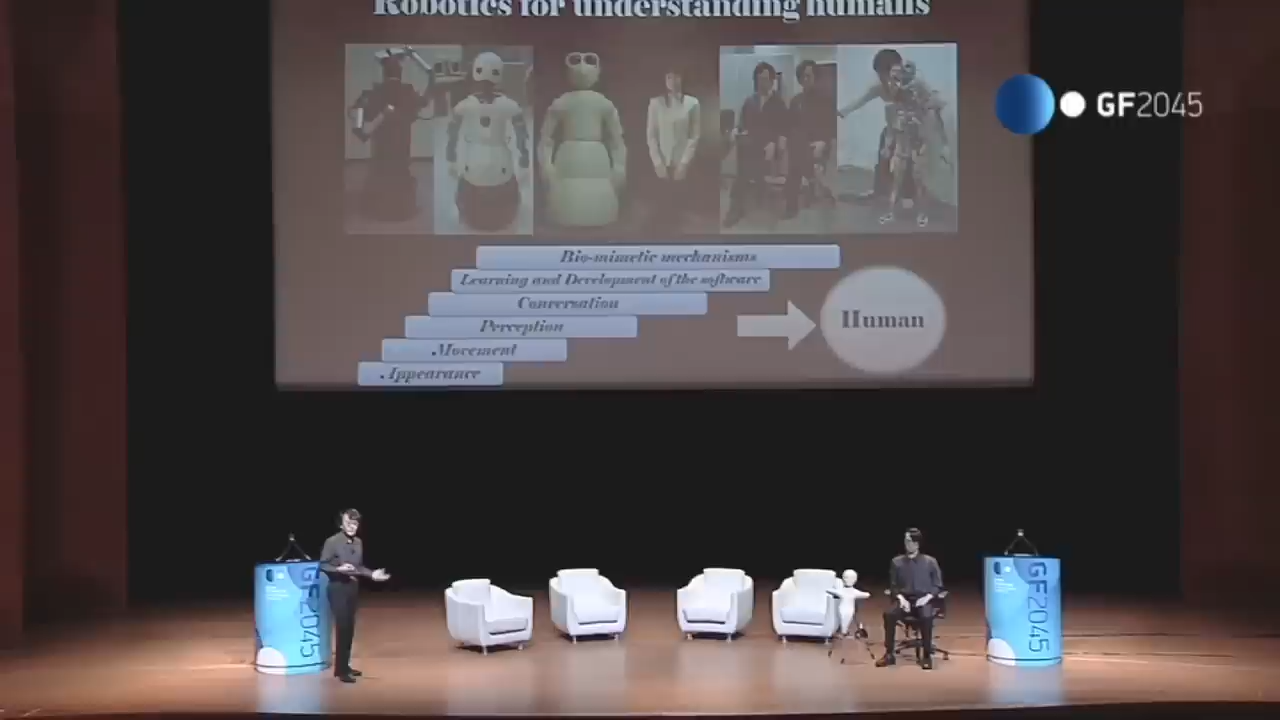 Robotics for understanding humans
GF2045
Bio-mimetic mechanisms
Learning and Development of the software
Conversation
Perception
Movement
Appearance
Human
GF2045
GF2045